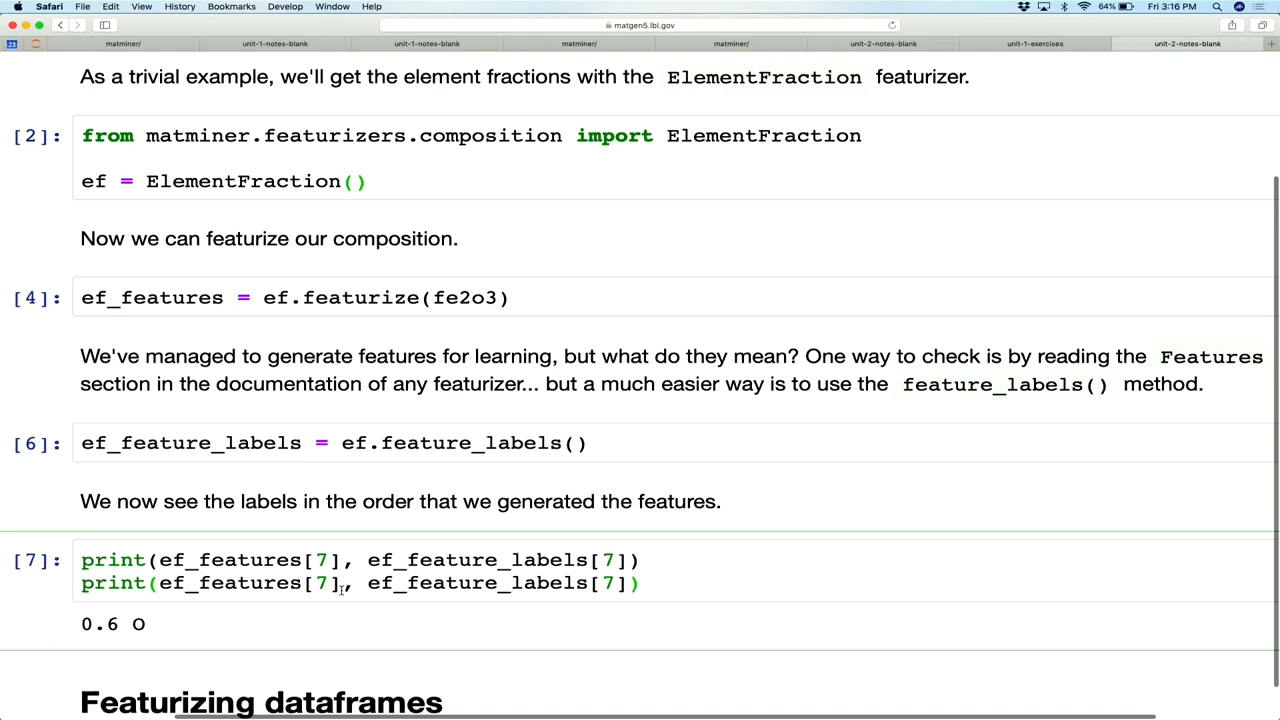 Safari File Edit View History Bookmarks Develop Window Help 64% Fri 3:16 PM
matgen5.lbl.gov
23 matminer/ unit-1-notes-blank unit-1-notes-blank matminer/ matminer/ unit-2-notes-blank unit-1-exercises unit-2-notes-blank
As a trivial example, we'll get the element fractions with the ElementFraction featurizer.
[2]: from matminer.featurizers.composition import ElementFraction
ef = ElementFraction()
Now we can featurize our composition.
[4]: ef_features = ef.featurize(fe2o3)
We've managed to generate features for learning, but what do they mean? One way to check is by reading the Features
section in the documentation of any featurizer... but a much easier way is to use the feature_labels() method.
[6]: ef_feature_labels = ef.feature_labels()
We now see the labels in the order that we generated the features.
[7]: print(ef_features[7], ef_feature_labels[7])
print(ef_features[7], ef_feature_labels[7])
0.6 O
Featurizing dataframes